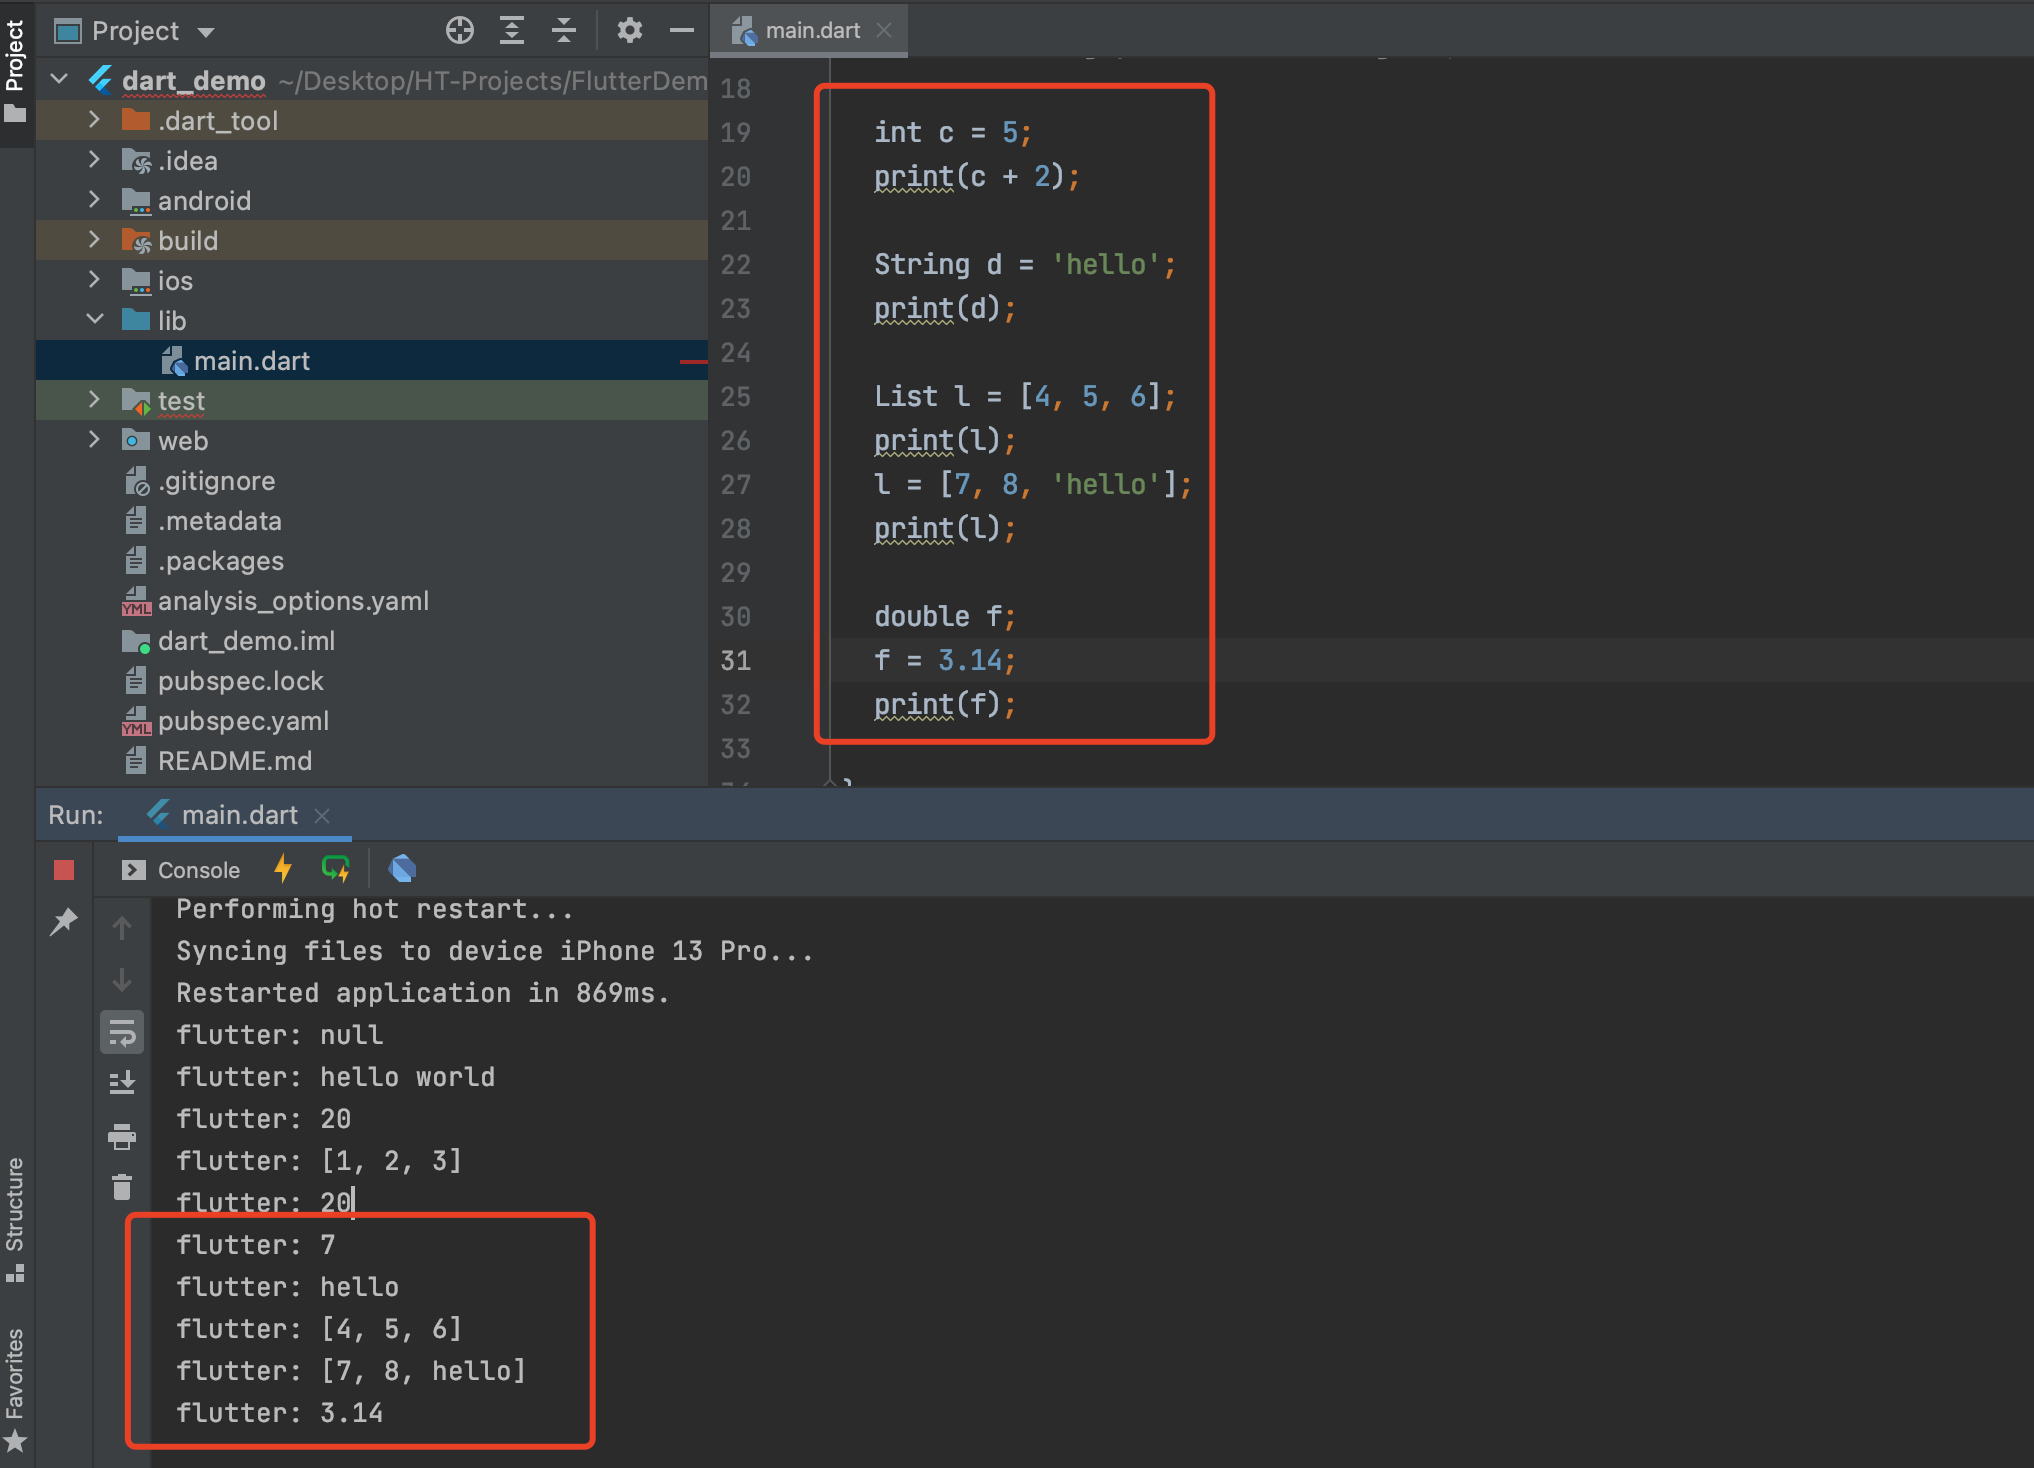 Project
Project
dart_demo ~/Desktop/HT-Projects/FlutterDem
.dart_tool
.idea
android
build
ios
lib
main.dart
test
web
.gitignore
.metadata
.packages
YML analysis_options.yaml
dart_demo.iml
pubspec.lock
YML pubspec.yaml
README.md
main.dart
18
19 int c = 5;
20 print(c + 2);
21
22 String d = 'hello';
23 print(d);
24
25 List l = [4, 5, 6];
26 print(l);
27 l = [7, 8, 'hello'];
28 print(l);
29
30 double f;
31 f = 3.14;
32 print(f);
33
Run: main.dart
Console
Performing hot restart...
Syncing files to device iPhone 13 Pro...
Restarted application in 869ms.
flutter: null
flutter: hello world
flutter: 20
flutter: [1, 2, 3]
flutter: 20
flutter: 7
flutter: hello
flutter: [4, 5, 6]
flutter: [7, 8, hello]
flutter: 3.14
Structure
Favorites